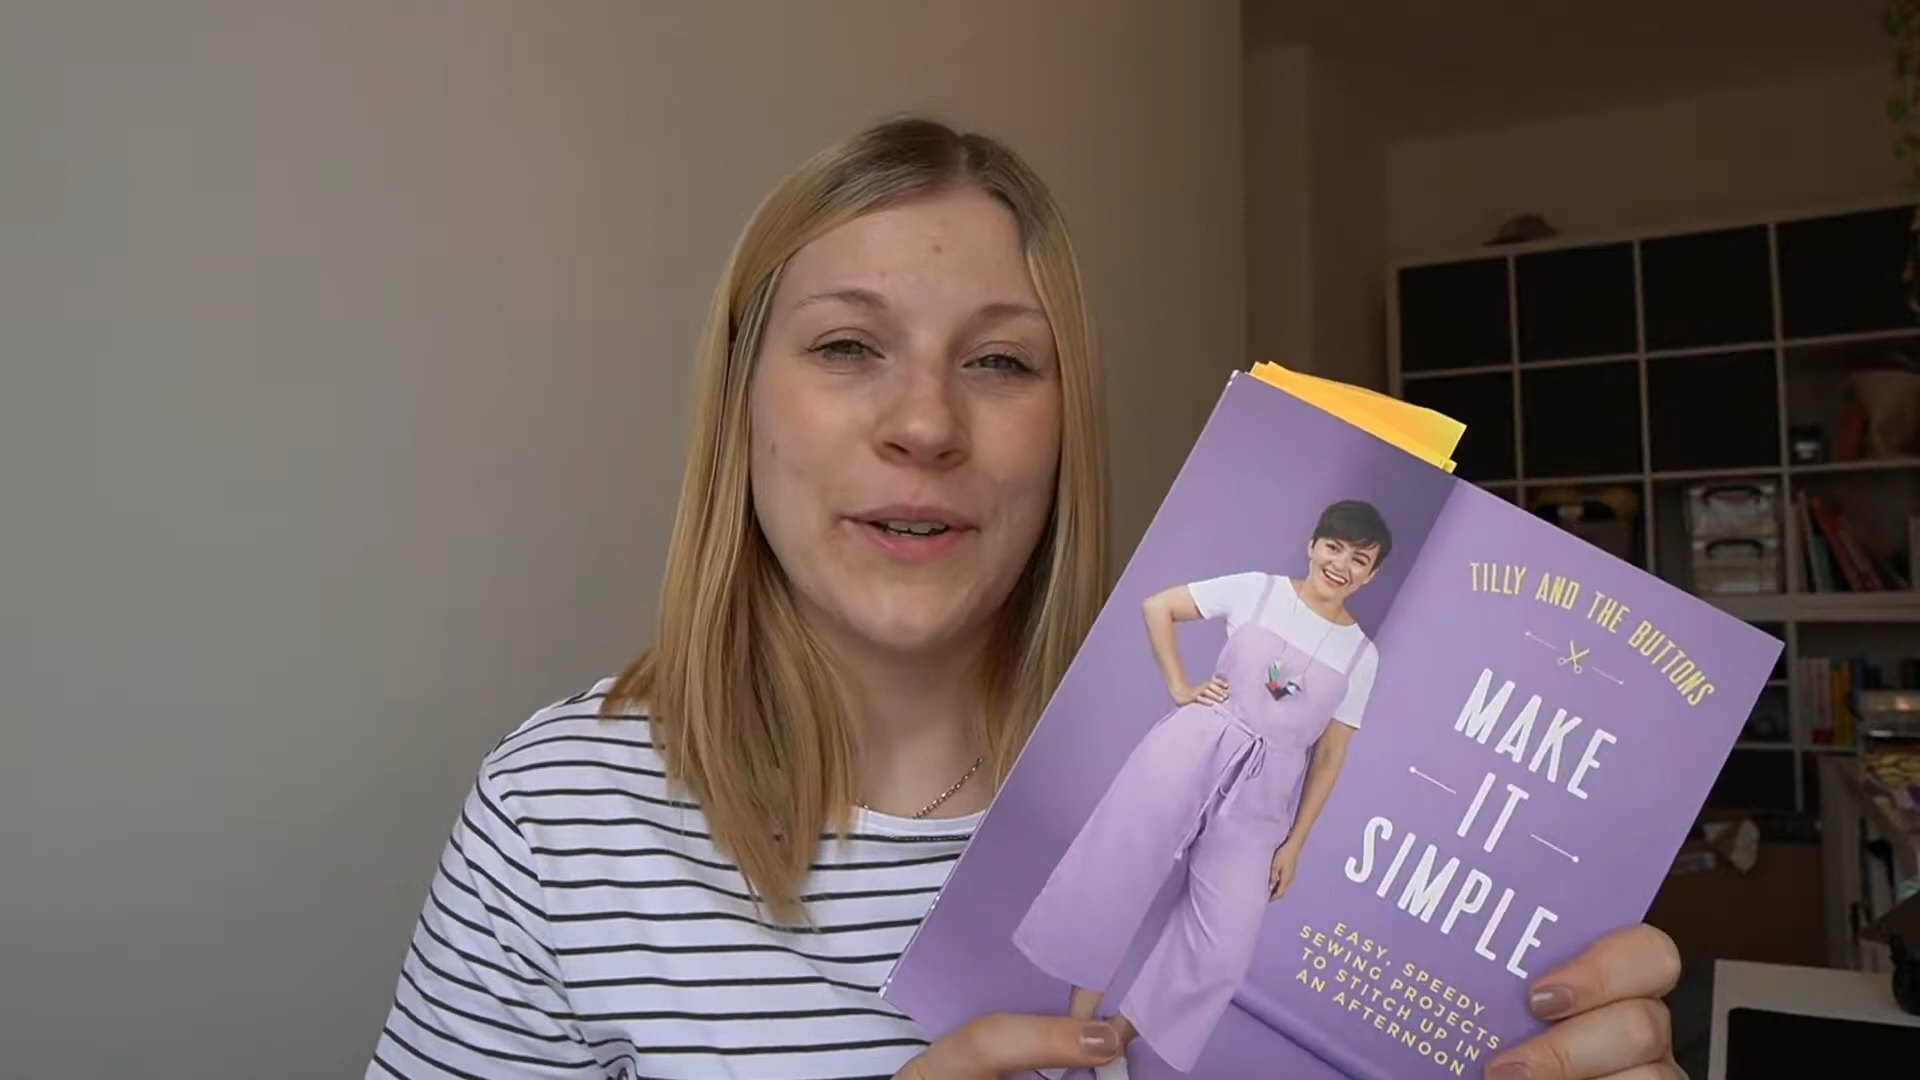 TILLY AND THE BUTTONS
MAKE
IT
SIMPLE
EASY, SPEEDY
SEWING PROJECTS
TO STITCH UP IN
AN AFTERNOON